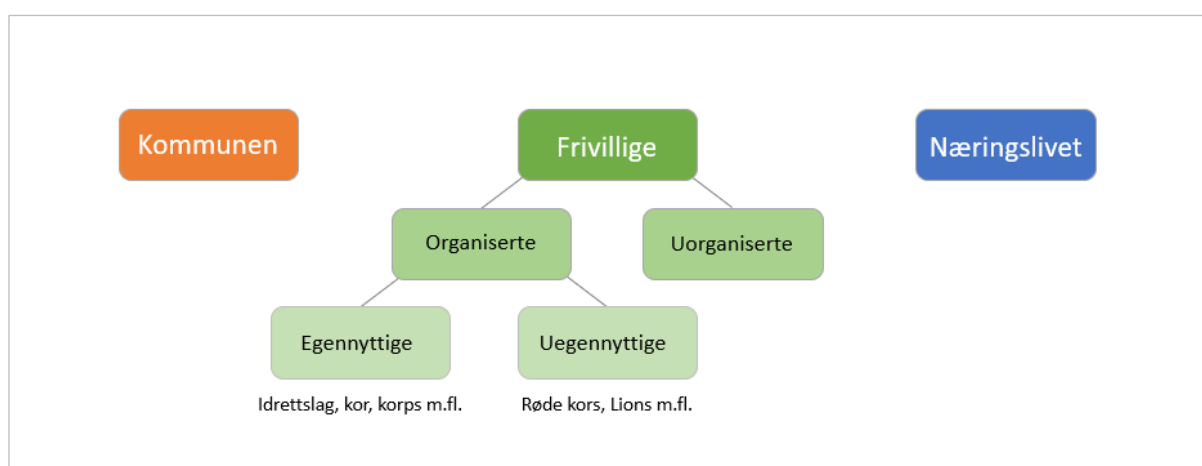 Kommunen
Frivillige
Næringslivet
Organiserte
Uorganiserte
Egennyttige
Uegennyttige
Idrettslag, kor, korps m.fl.
Røde kors, Lions m.fl.